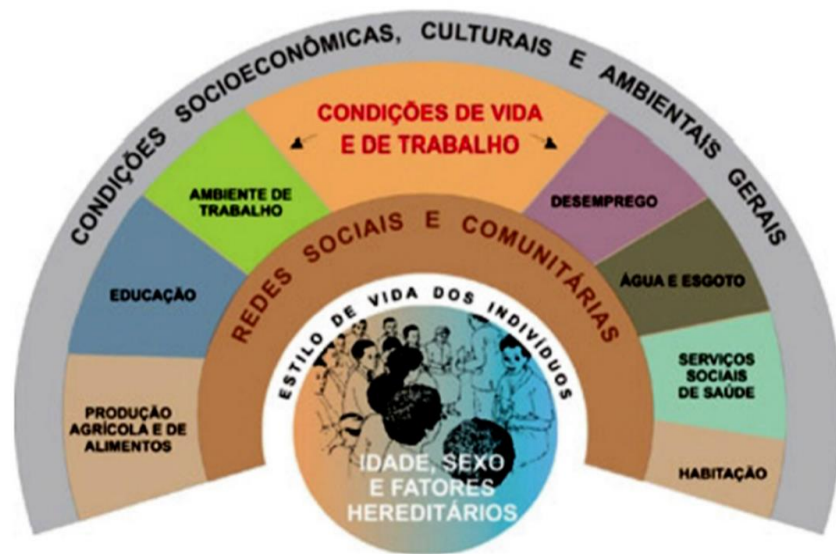 CONDIÇÕES SOCIOECONÔMICAS, CULTURAIS E AMBIENTAIS GERAIS
CONDIÇÕES DE VIDA
E DE TRABALHO
AMBIENTE DE
TRABALHO
DESEMPREGO
REDES SOCIAIS E COMUNITÁRIAS
EDUCAÇÃO
ÁGUA E ESGOTO
ESTILO DE VIDA DOS INDIVÍDUOS
SERVIÇOS
SOCIAIS
DE SAÚDE
PRODUÇÃO
AGRÍCOLA E DE
ALIMENTOS
HABITAÇÃO
IDADE, SEXO
E FATORES
HEREDITÁRIOS